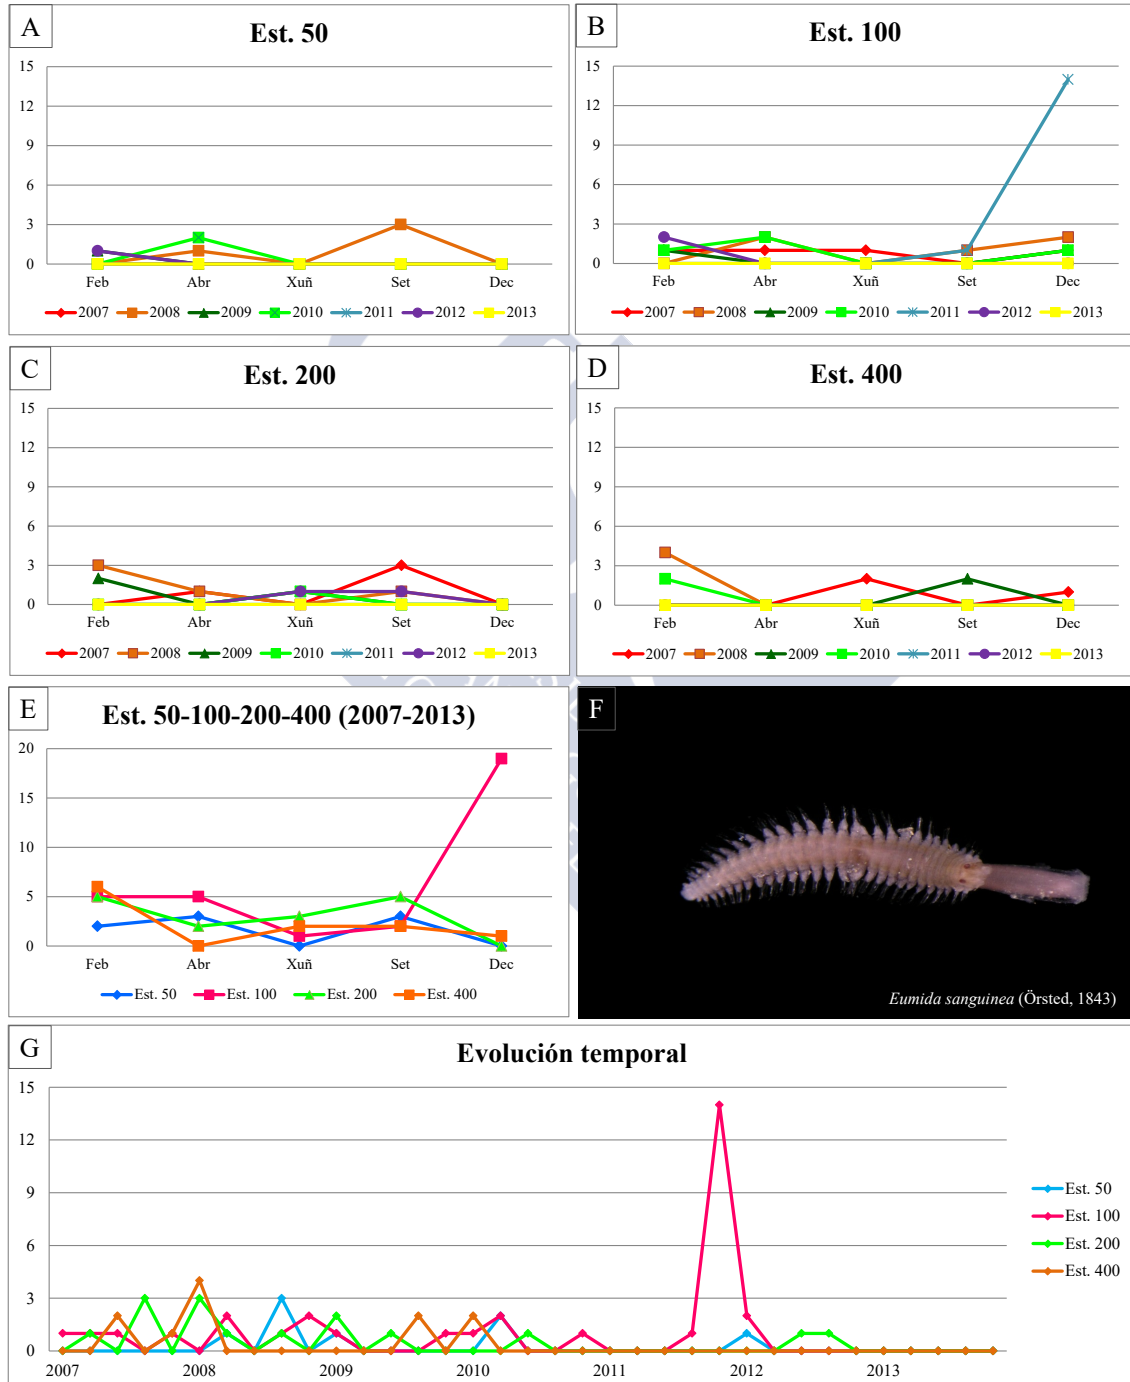 A
Est. 50
15
12
9
6
3
0
Feb Abr Xuñ Set Dec
2007 2008 2009 2010 2011 2012 2013
B
Est. 100
15
12
9
6
3
0
Feb Abr Xuñ Set Dec
2007 2008 2009 2010 2011 2012 2013
C
Est. 200
15
12
9
6
3
0
Feb Abr Xuñ Set Dec
2007 2008 2009 2010 2011 2012 2013
D
Est. 400
15
12
9
6
3
0
Feb Abr Xuñ Set Dec
2007 2008 2009 2010 2011 2012 2013
E
Est. 50-100-200-400 (2007-2013)
20
15
10
5
0
Feb Abr Xuñ Set Dec
Est. 50 Est. 100 Est. 200 Est. 400
F
Eumida sanguinea (Örsted, 1843)
G
Evolución temporal
15
12
9
6
3
0
2007 2008 2009 2010 2011 2012 2013
Est. 50
Est. 100
Est. 200
Est. 400